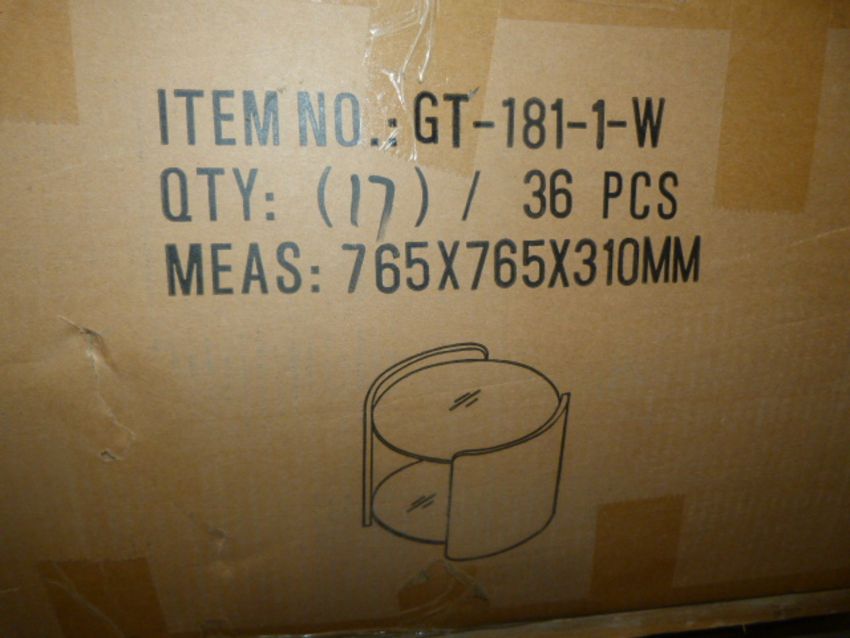 ITEM NO.: GT-181-1-W
QTY: (17) / 36 PCS
MEAS: 765X765X310MM